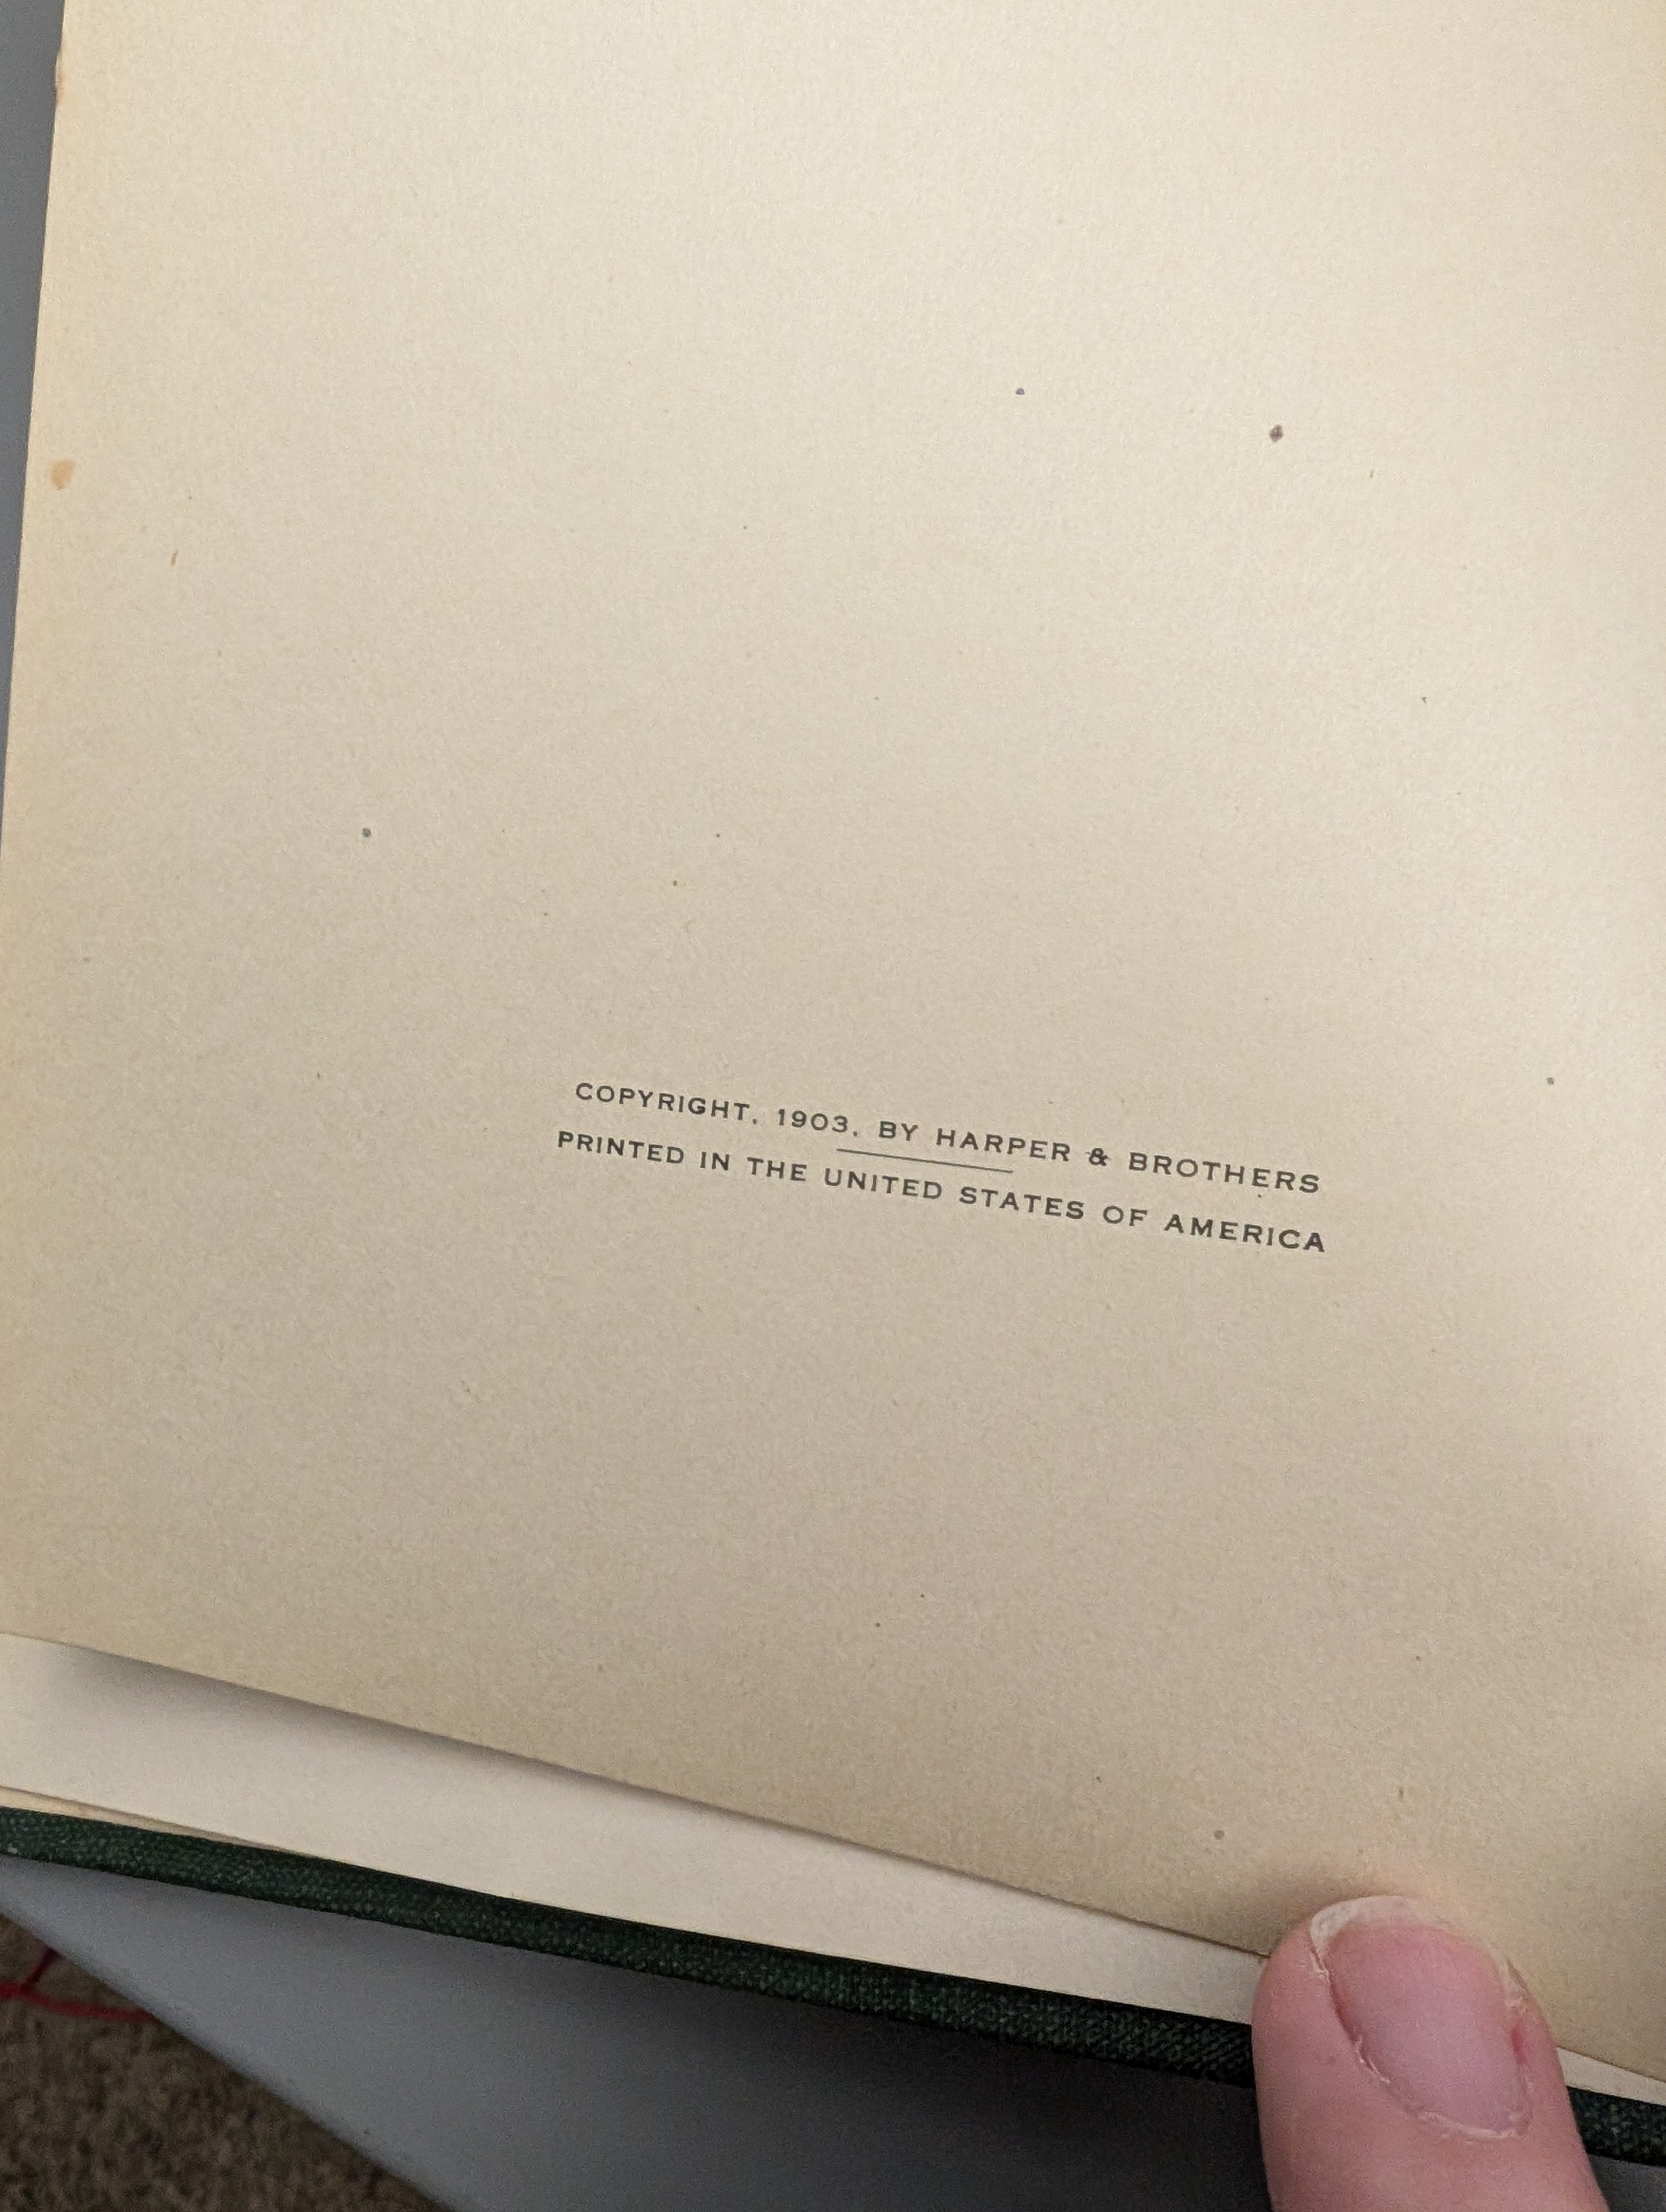 COPYRIGHT, 1903, BY HARPER & BROTHERS
PRINTED IN THE UNITED STATES OF AMERICA